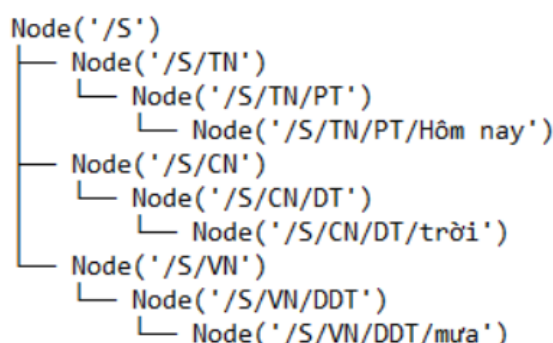 Node('/S')
├── Node('/S/TN')
│   └── Node('/S/TN/PT')
│       └── Node('/S/TN/PT/Hôm nay')
├── Node('/S/CN')
│   └── Node('/S/CN/DT')
│       └── Node('/S/CN/DT/trời')
└── Node('/S/VN')
    └── Node('/S/VN/DDT')
        └── Node('/S/VN/DDT/mưa')